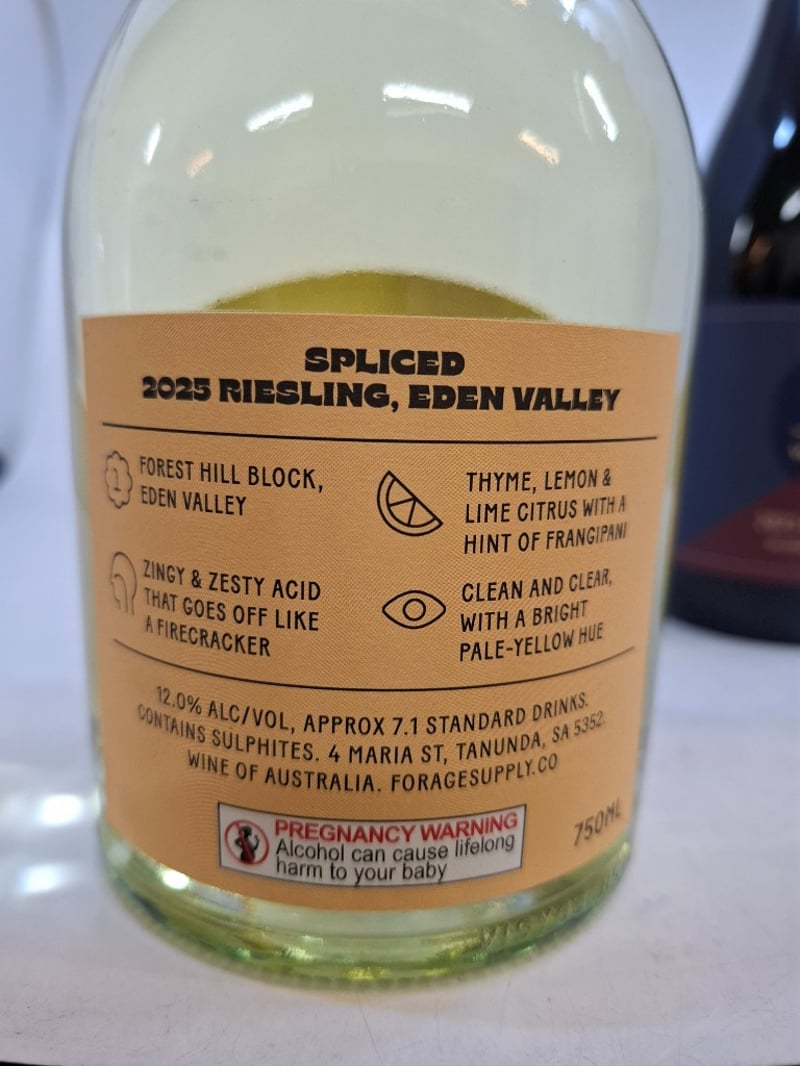 SPLICED
2025 RIESLING, EDEN VALLEY
1
FOREST HILL BLOCK,
EDEN VALLEY
THYME, LEMON &
LIME CITRUS WITH A
HINT OF FRANGIPANI
ZINGY & ZESTY ACID
THAT GOES OFF LIKE
A FIRECRACKER
CLEAN AND CLEAR,
WITH A BRIGHT
PALE-YELLOW HUE
12.0% ALC/VOL, APPROX 7.1 STANDARD DRINKS.
CONTAINS SULPHITES. 4 MARIA ST, TANUNDA, SA 5352.
WINE OF AUSTRALIA. FORAGESUPPLY.CO
PREGNANCY WARNING
Alcohol can cause lifelong
harm to your baby
750ML